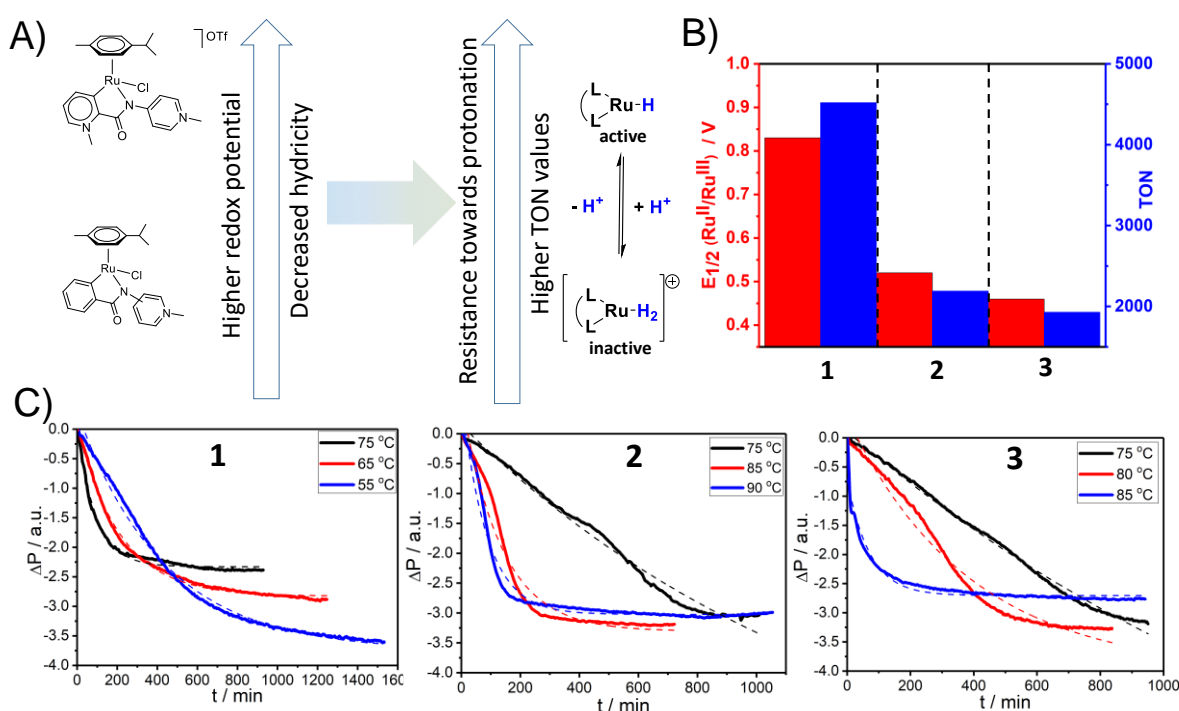 A)
]OTf
Ru
Cl
N
N
N
O
Ru
Cl
N
N
O
Higher redox potential
Decreased hydricity
Resistance towards protonation
Higher TON values
L
Ru-H
L
active
- H⁺
+ H⁺
L
Ru-H₂
L
⊕
inactive
B)
E1/2 (RuII/RuIII) / V
1.0
0.9
0.8
0.7
0.6
0.5
0.4
5000
4000
3000
2000
TON
1
2
3
C)
1
75 °C
65 °C
55 °C
ΔP / a.u.
0.0
-0.5
-1.0
-1.5
-2.0
-2.5
-3.0
-3.5
-4.0
0 200 400 600 800 1000 1200 1400 160
t / min
2
75 °C
85 °C
90 °C
ΔP / a.u.
0.0
-0.5
-1.0
-1.5
-2.0
-2.5
-3.0
-3.5
-4.0
0 200 400 600 800 1000
t / min
3
75 °C
80 °C
85 °C
ΔP / a.u.
0.0
-0.5
-1.0
-1.5
-2.0
-2.5
-3.0
-3.5
-4.0
0 200 400 600 800 1000
t / min